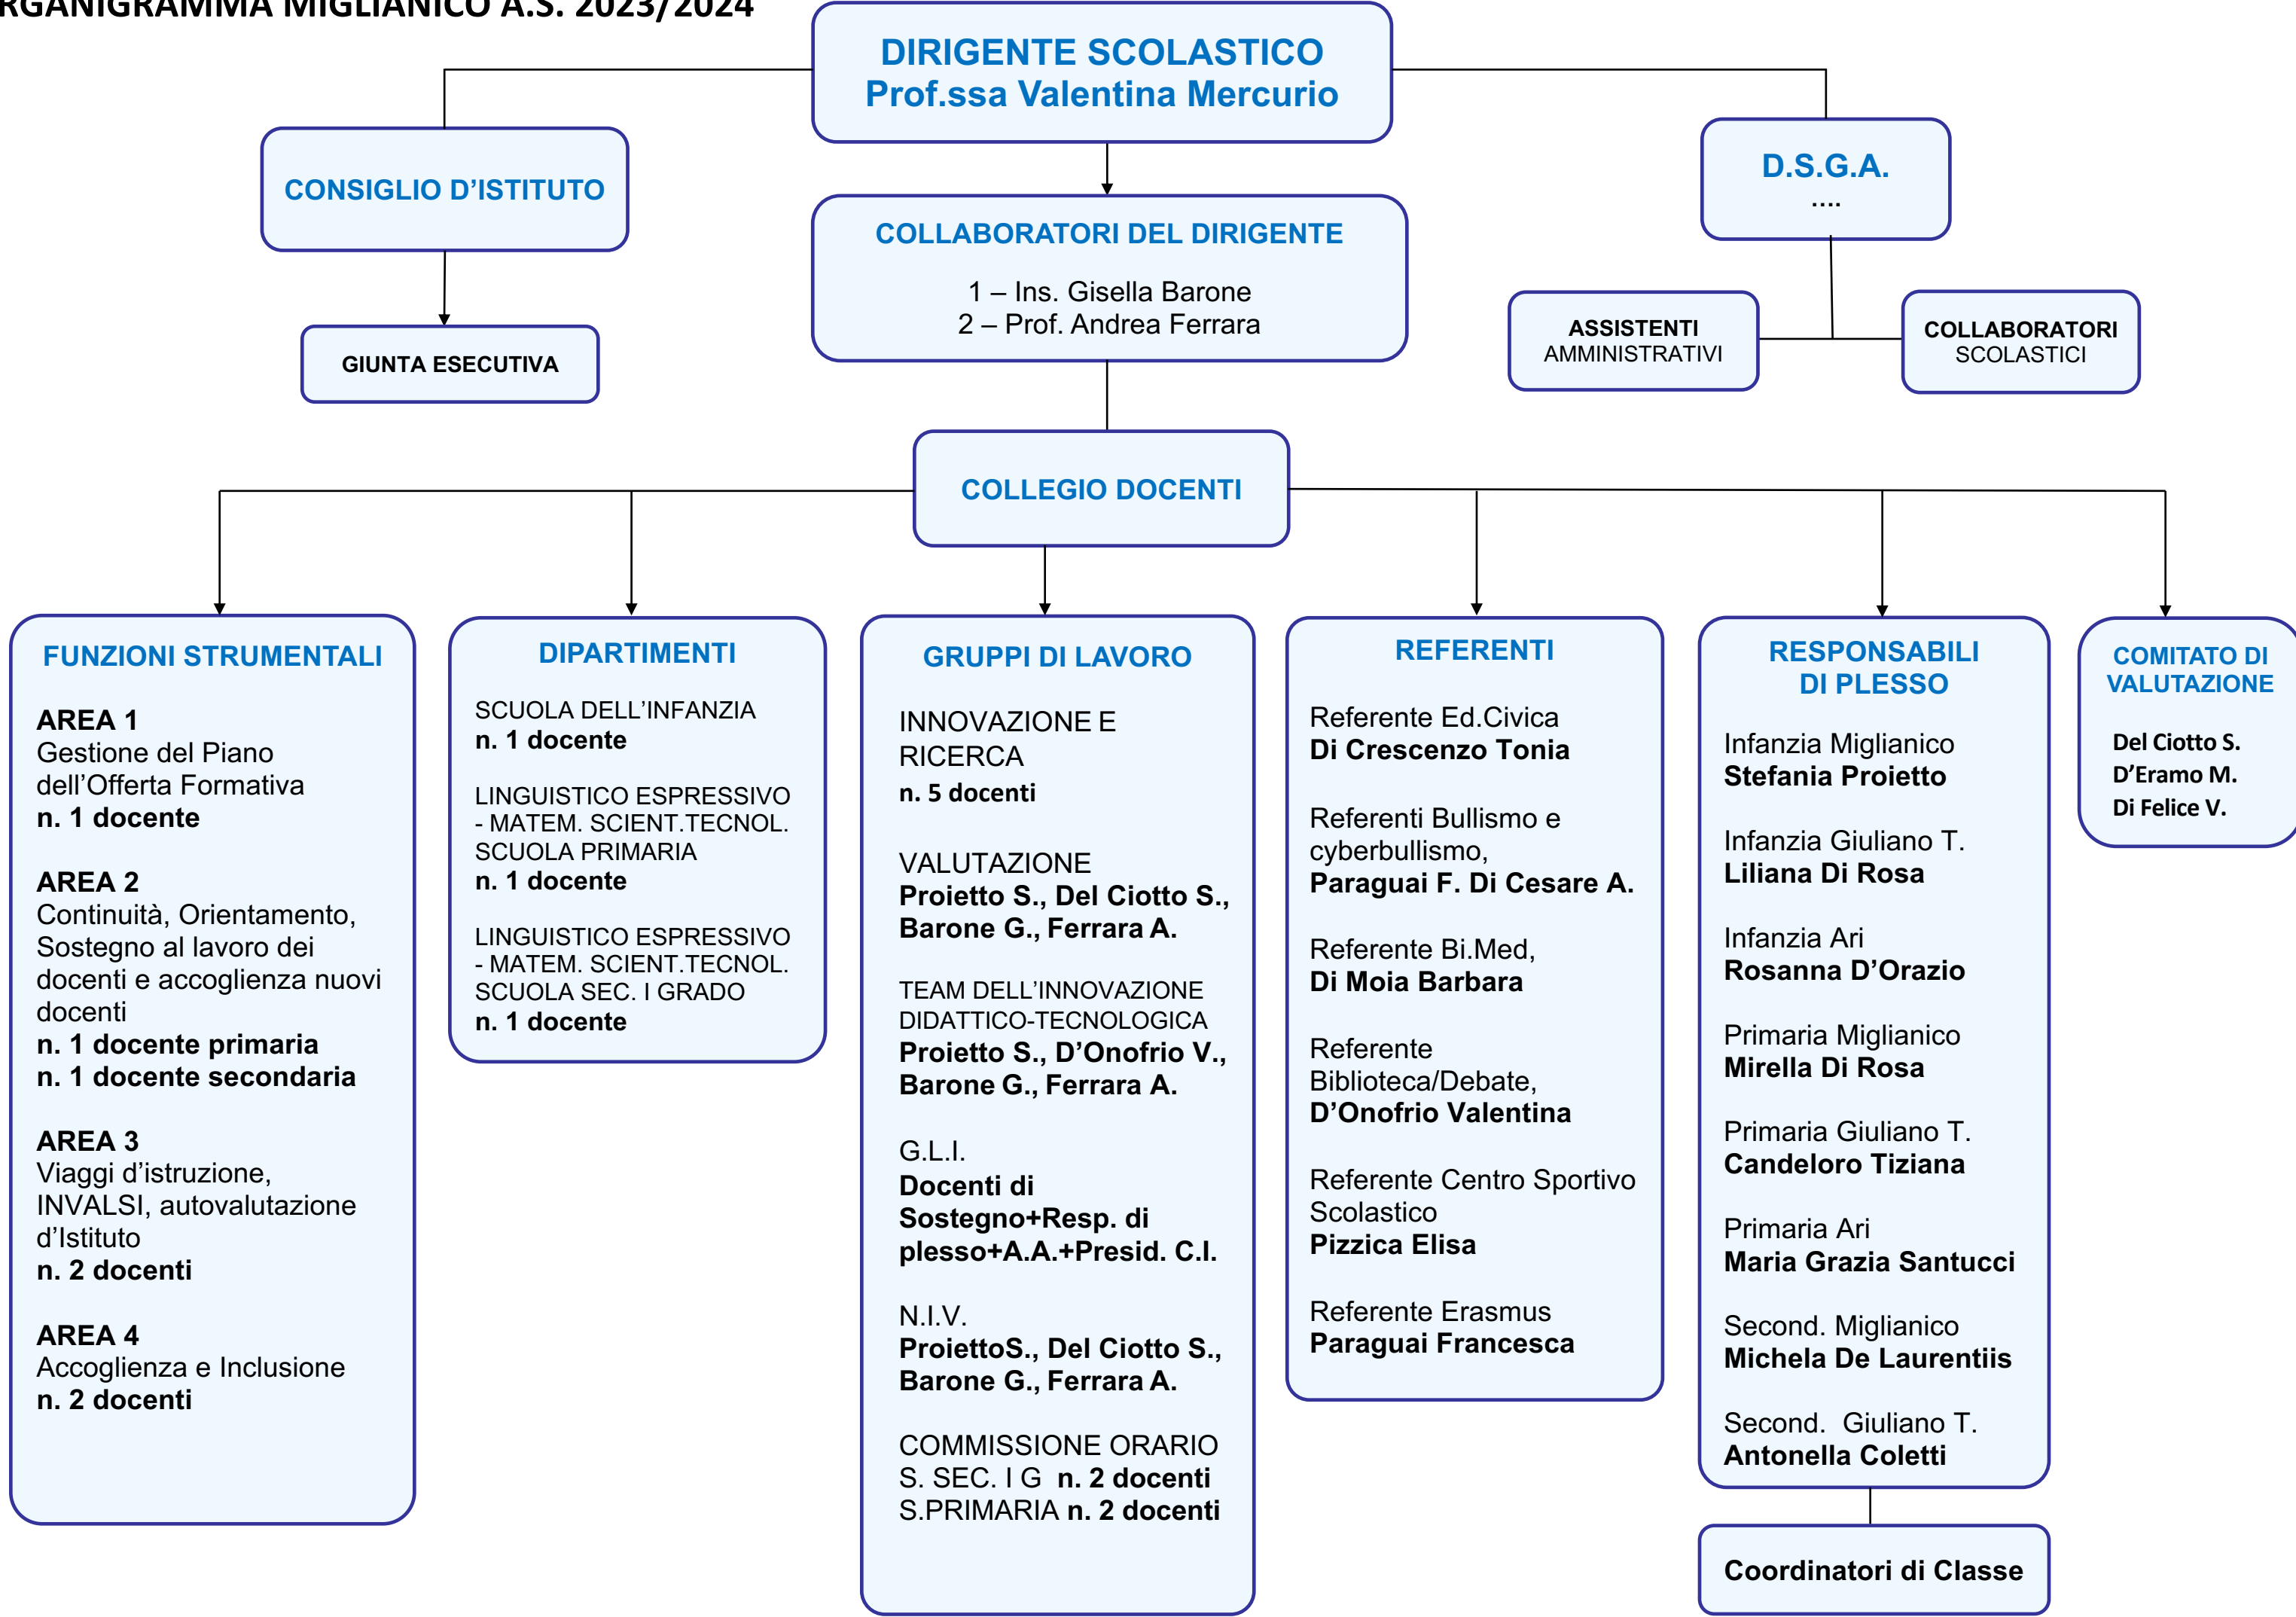 RGANIGRAMMA MIGLIANICO A.S. 2023/2024
DIRIGENTE SCOLASTICO
Prof.ssa Valentina Mercurio
CONSIGLIO D’ISTITUTO
GIUNTA ESECUTIVA
COLLABORATORI DEL DIRIGENTE
1 – Ins. Gisella Barone
2 – Prof. Andrea Ferrara
D.S.G.A.
....
ASSISTENTI
AMMINISTRATIVI
COLLABORATORI
SCOLASTICI
COLLEGIO DOCENTI
FUNZIONI STRUMENTALI
AREA 1
Gestione del Piano
dell’Offerta Formativa
n. 1 docente
AREA 2
Continuità, Orientamento,
Sostegno al lavoro dei
docenti e accoglienza nuovi
docenti
n. 1 docente primaria
n. 1 docente secondaria
AREA 3
Viaggi d’istruzione,
INVALSI, autovalutazione
d’Istituto
n. 2 docenti
AREA 4
Accoglienza e Inclusione
n. 2 docenti
DIPARTIMENTI
SCUOLA DELL’INFANZIA
n. 1 docente
LINGUISTICO ESPRESSIVO
- MATEM. SCIENT.TECNOL.
SCUOLA PRIMARIA
n. 1 docente
LINGUISTICO ESPRESSIVO
- MATEM. SCIENT.TECNOL.
SCUOLA SEC. I GRADO
n. 1 docente
GRUPPI DI LAVORO
INNOVAZIONE E
RICERCA
n. 5 docenti
VALUTAZIONE
Proietto S., Del Ciotto S.,
Barone G., Ferrara A.
TEAM DELL’INNOVAZIONE
DIDATTICO-TECNOLOGICA
Proietto S., D’Onofrio V.,
Barone G., Ferrara A.
G.L.I.
Docenti di
Sostegno+Resp. di
plesso+A.A.+Presid. C.I.
N.I.V.
ProiettoS., Del Ciotto S.,
Barone G., Ferrara A.
COMMISSIONE ORARIO
S. SEC. I G n. 2 docenti
S.PRIMARIA n. 2 docenti
REFERENTI
Referente Ed.Civica
Di Crescenzo Tonia
Referenti Bullismo e
cyberbullismo,
Paraguai F. Di Cesare A.
Referente Bi.Med,
Di Moia Barbara
Referente
Biblioteca/Debate,
D’Onofrio Valentina
Referente Centro Sportivo
Scolastico
Pizzica Elisa
Referente Erasmus
Paraguai Francesca
RESPONSABILI
DI PLESSO
Infanzia Miglianico
Stefania Proietto
Infanzia Giuliano T.
Liliana Di Rosa
Infanzia Ari
Rosanna D’Orazio
Primaria Miglianico
Mirella Di Rosa
Primaria Giuliano T.
Candeloro Tiziana
Primaria Ari
Maria Grazia Santucci
Second. Miglianico
Michela De Laurentiis
Second. Giuliano T.
Antonella Coletti
Coordinatori di Classe
COMITATO DI
VALUTAZIONE
Del Ciotto S.
D’Eramo M.
Di Felice V.